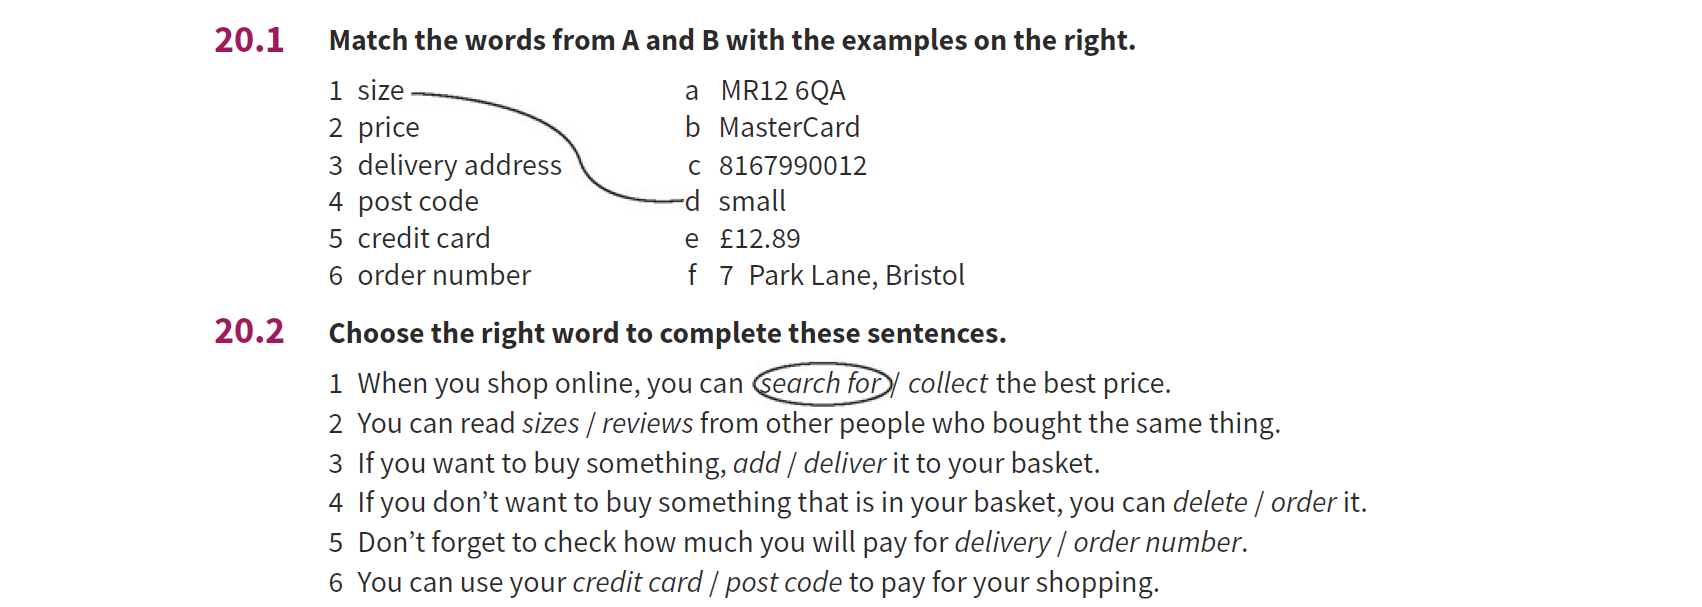 20.1 Match the words from A and B with the examples on the right.
1 size a MR12 6QA
2 price b MasterCard
3 delivery address c 8167990012
4 post code d small
5 credit card e £12.89
6 order number f 7 Park Lane, Bristol
20.2 Choose the right word to complete these sentences.
1 When you shop online, you can search for / collect the best price.
2 You can read sizes / reviews from other people who bought the same thing.
3 If you want to buy something, add / deliver it to your basket.
4 If you don’t want to buy something that is in your basket, you can delete / order it.
5 Don’t forget to check how much you will pay for delivery / order number.
6 You can use your credit card / post code to pay for your shopping.